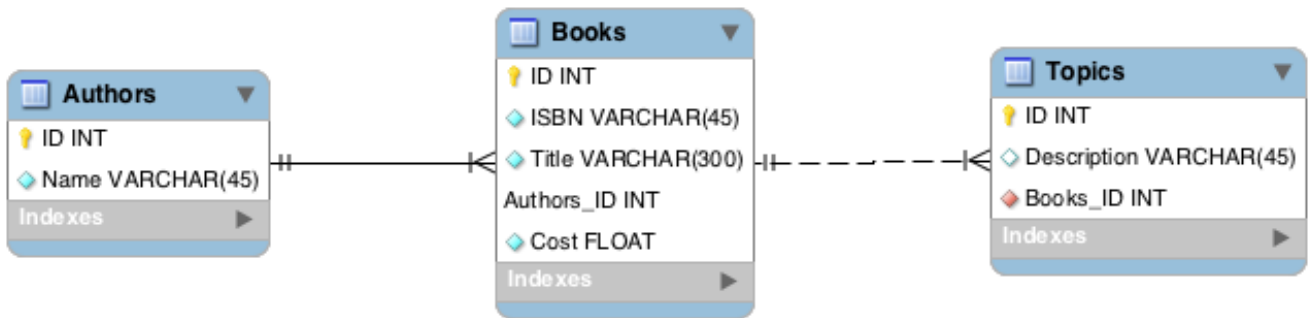 Authors
ID INT
Name VARCHAR(45)
Indexes
Books
ID INT
ISBN VARCHAR(45)
Title VARCHAR(300)
Authors_ID INT
Cost FLOAT
Indexes
Topics
ID INT
Description VARCHAR(45)
Books_ID INT
Indexes